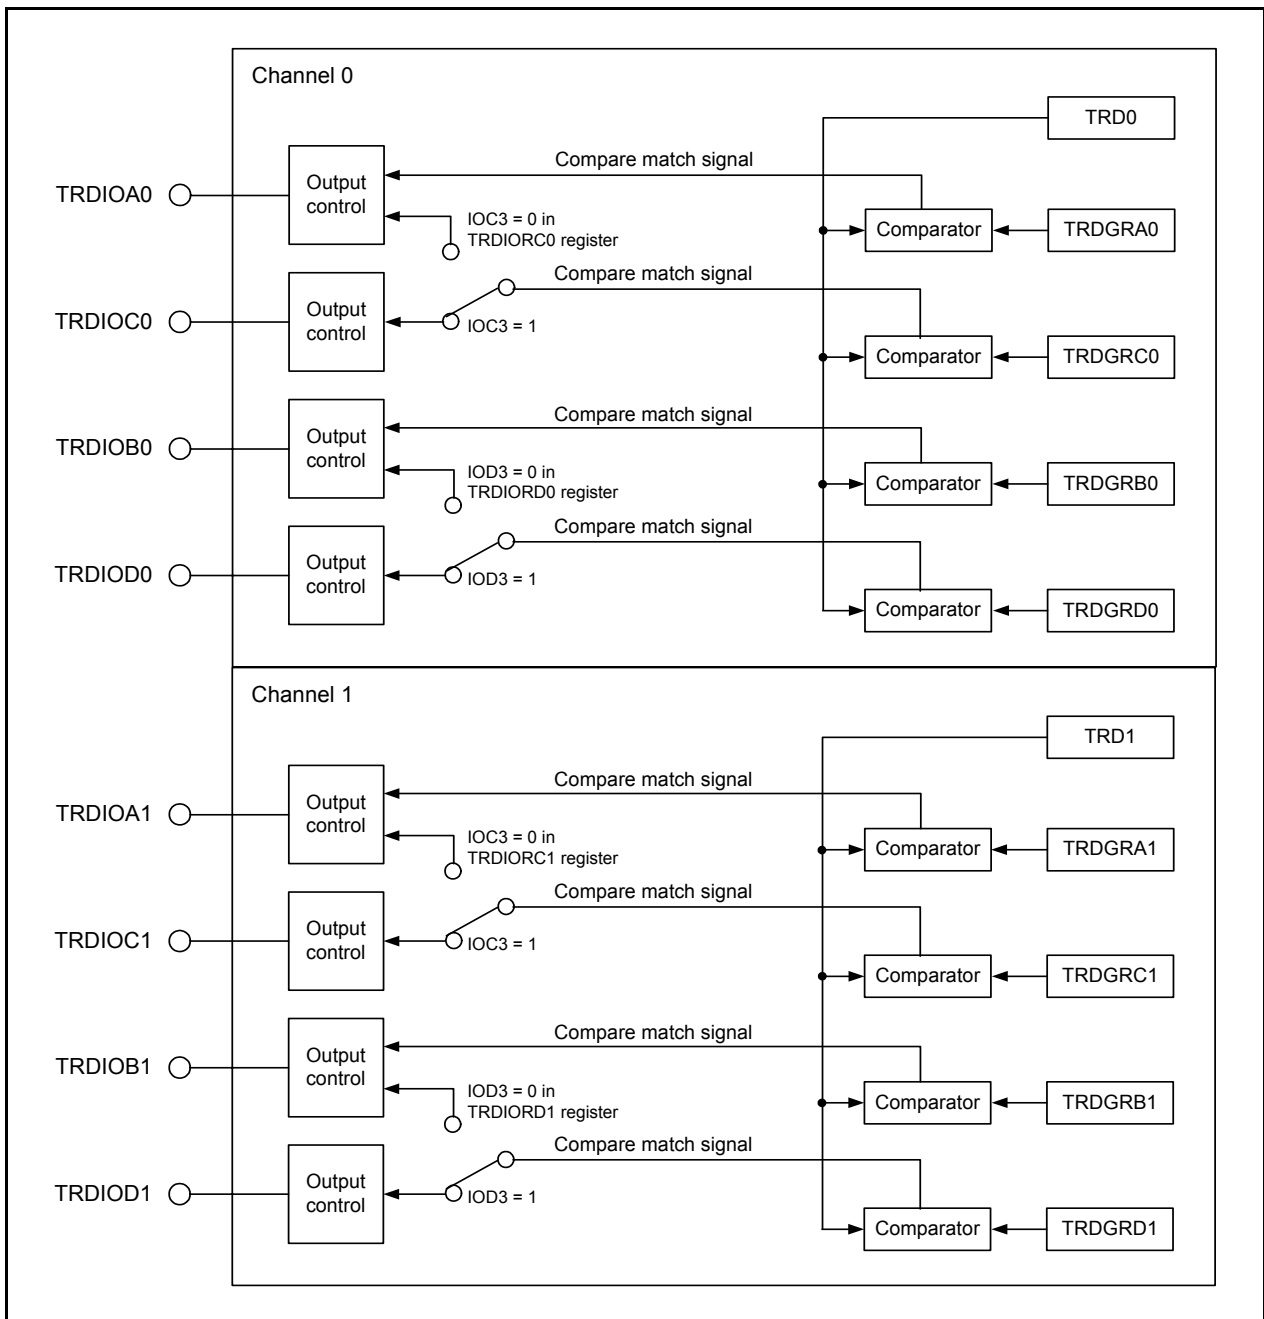 Channel 0
TRD0
Compare match signal
TRDIOA0
Output
control
IOC3 = 0 in
TRDIORC0 register
Comparator
TRDGRA0
Compare match signal
TRDIOC0
Output
control
IOC3 = 1
Comparator
TRDGRC0
Compare match signal
TRDIOB0
Output
control
IOD3 = 0 in
TRDIORD0 register
Comparator
TRDGRB0
Compare match signal
TRDIOD0
Output
control
IOD3 = 1
Comparator
TRDGRD0
Channel 1
TRD1
Compare match signal
TRDIOA1
Output
control
IOC3 = 0 in
TRDIORC1 register
Comparator
TRDGRA1
Compare match signal
TRDIOC1
Output
control
IOC3 = 1
Comparator
TRDGRC1
Compare match signal
TRDIOB1
Output
control
IOD3 = 0 in
TRDIORD1 register
Comparator
TRDGRB1
Compare match signal
TRDIOD1
Output
control
IOD3 = 1
Comparator
TRDGRD1